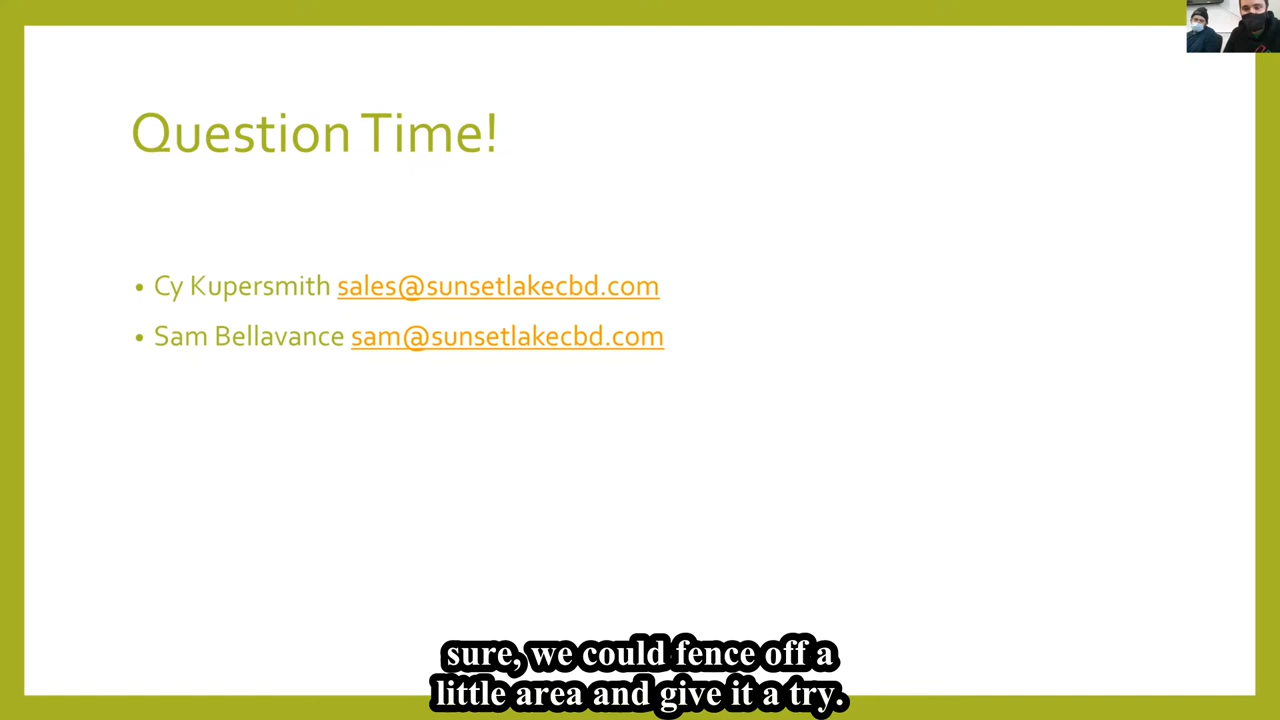 Question Time!
• Cy Kupersmith sales@sunsetlakecbd.com
• Sam Bellavance sam@sunsetlakecbd.com
sure, we could fence off a
little area and give it a try.